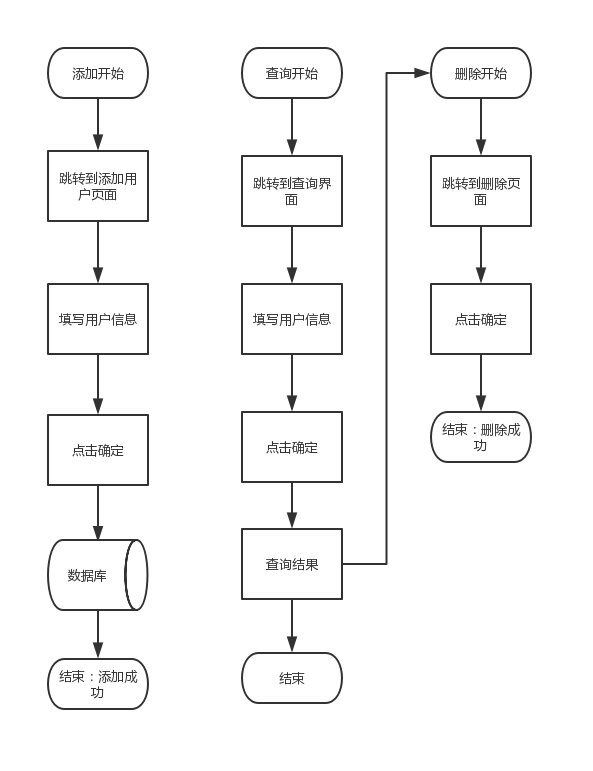 添加开始
跳转到添加用
户页面
填写用户信息
点击确定
数据库
结束：添加成
功
查询开始
跳转到查询界
面
填写用户信息
点击确定
查询结果
结束
删除开始
跳转到删除页
面
点击确定
结束：删除成
功